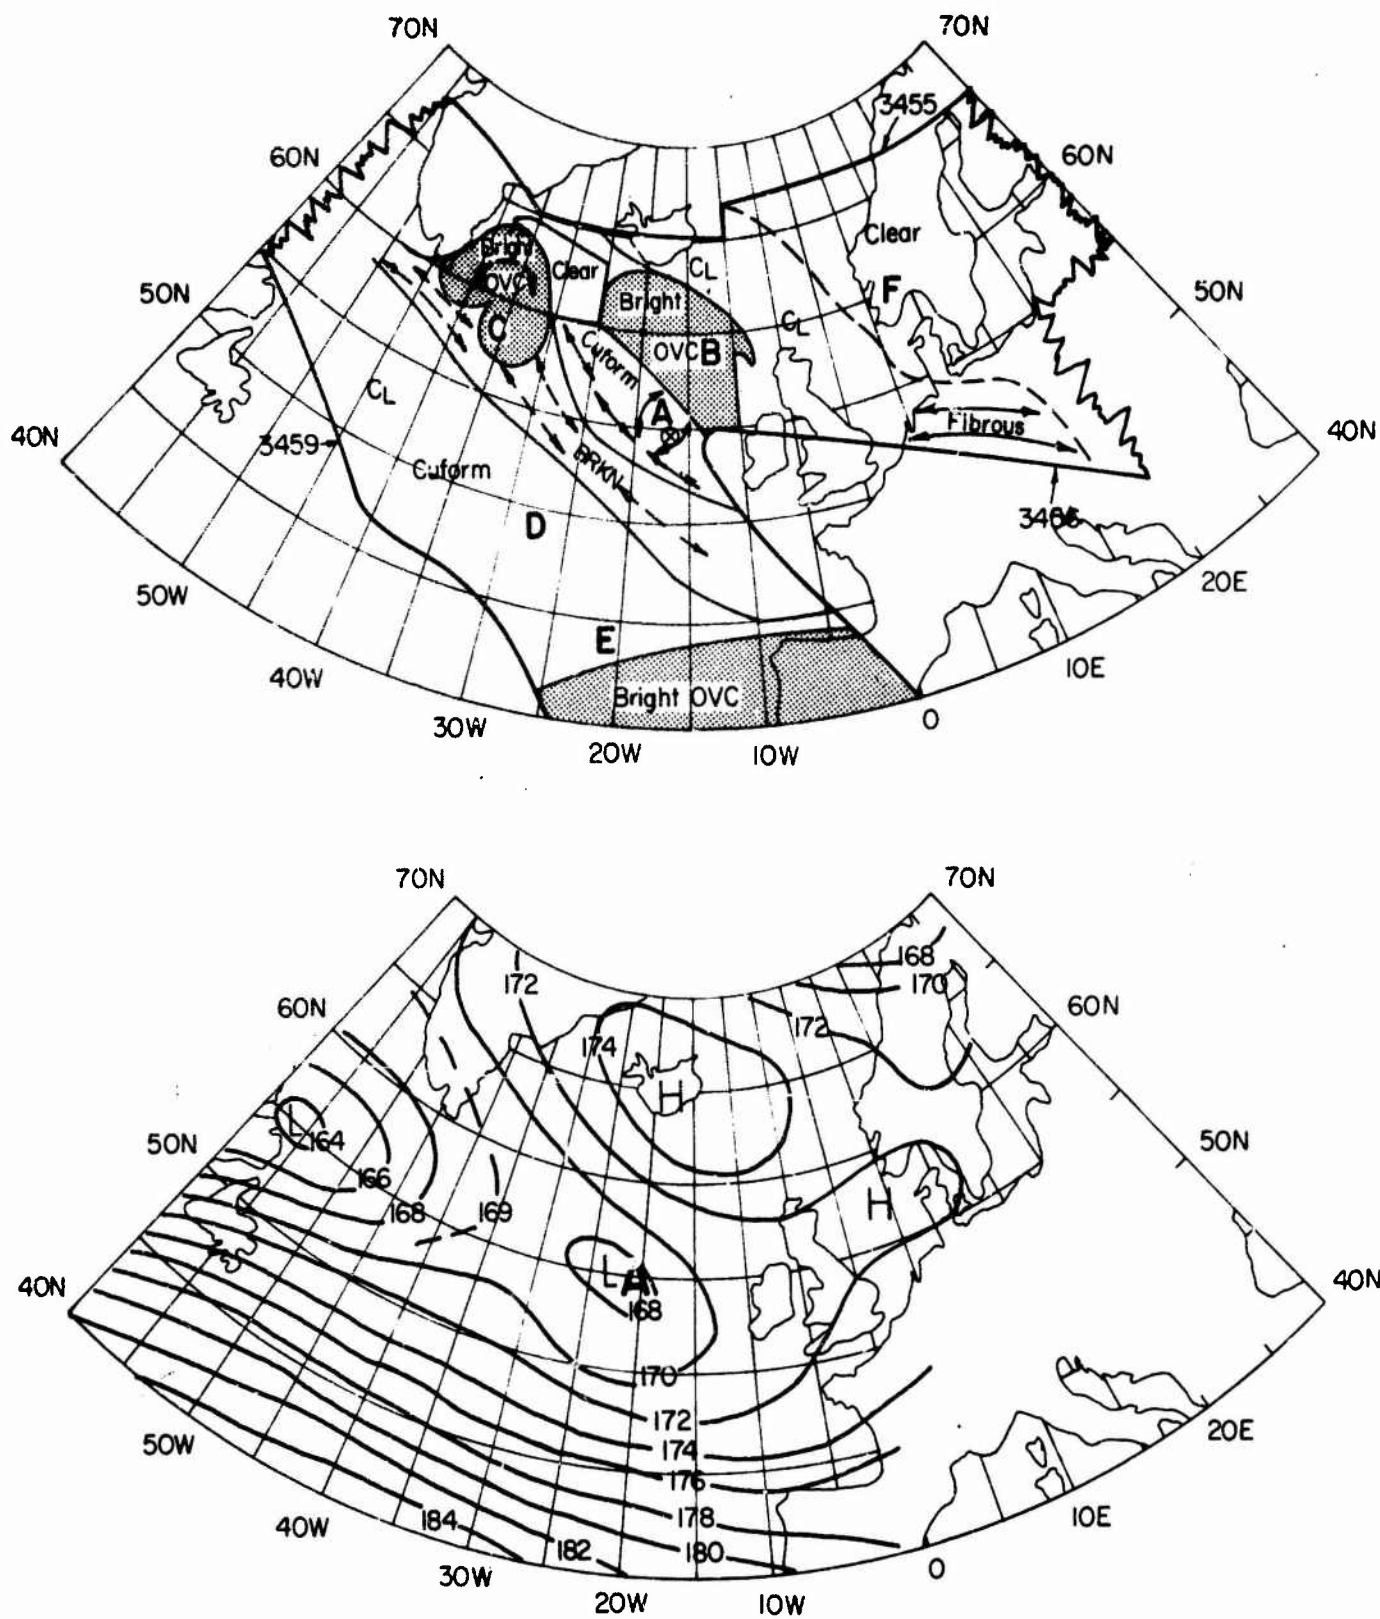 70N
70N
3455
60N
60N
Clear
Bright
OVC
Clear
CL
F
50N
50N
Bright
C
CL
OVC B
Cuform
CL
A
Fibrous
40N
40N
3459
BRKN
Cuform
D
50W
20E
E
10E
40W
Bright OVC
30W
0
20W
10W
70N
70N
168
172
170
60N
60N
172
174
H
L
164
50N
50N
166
H
168
169
40N
40N
L A
168
170
172
174
50W
20E
176
184
178
40W
10E
182
180
30W
0
20W
10W